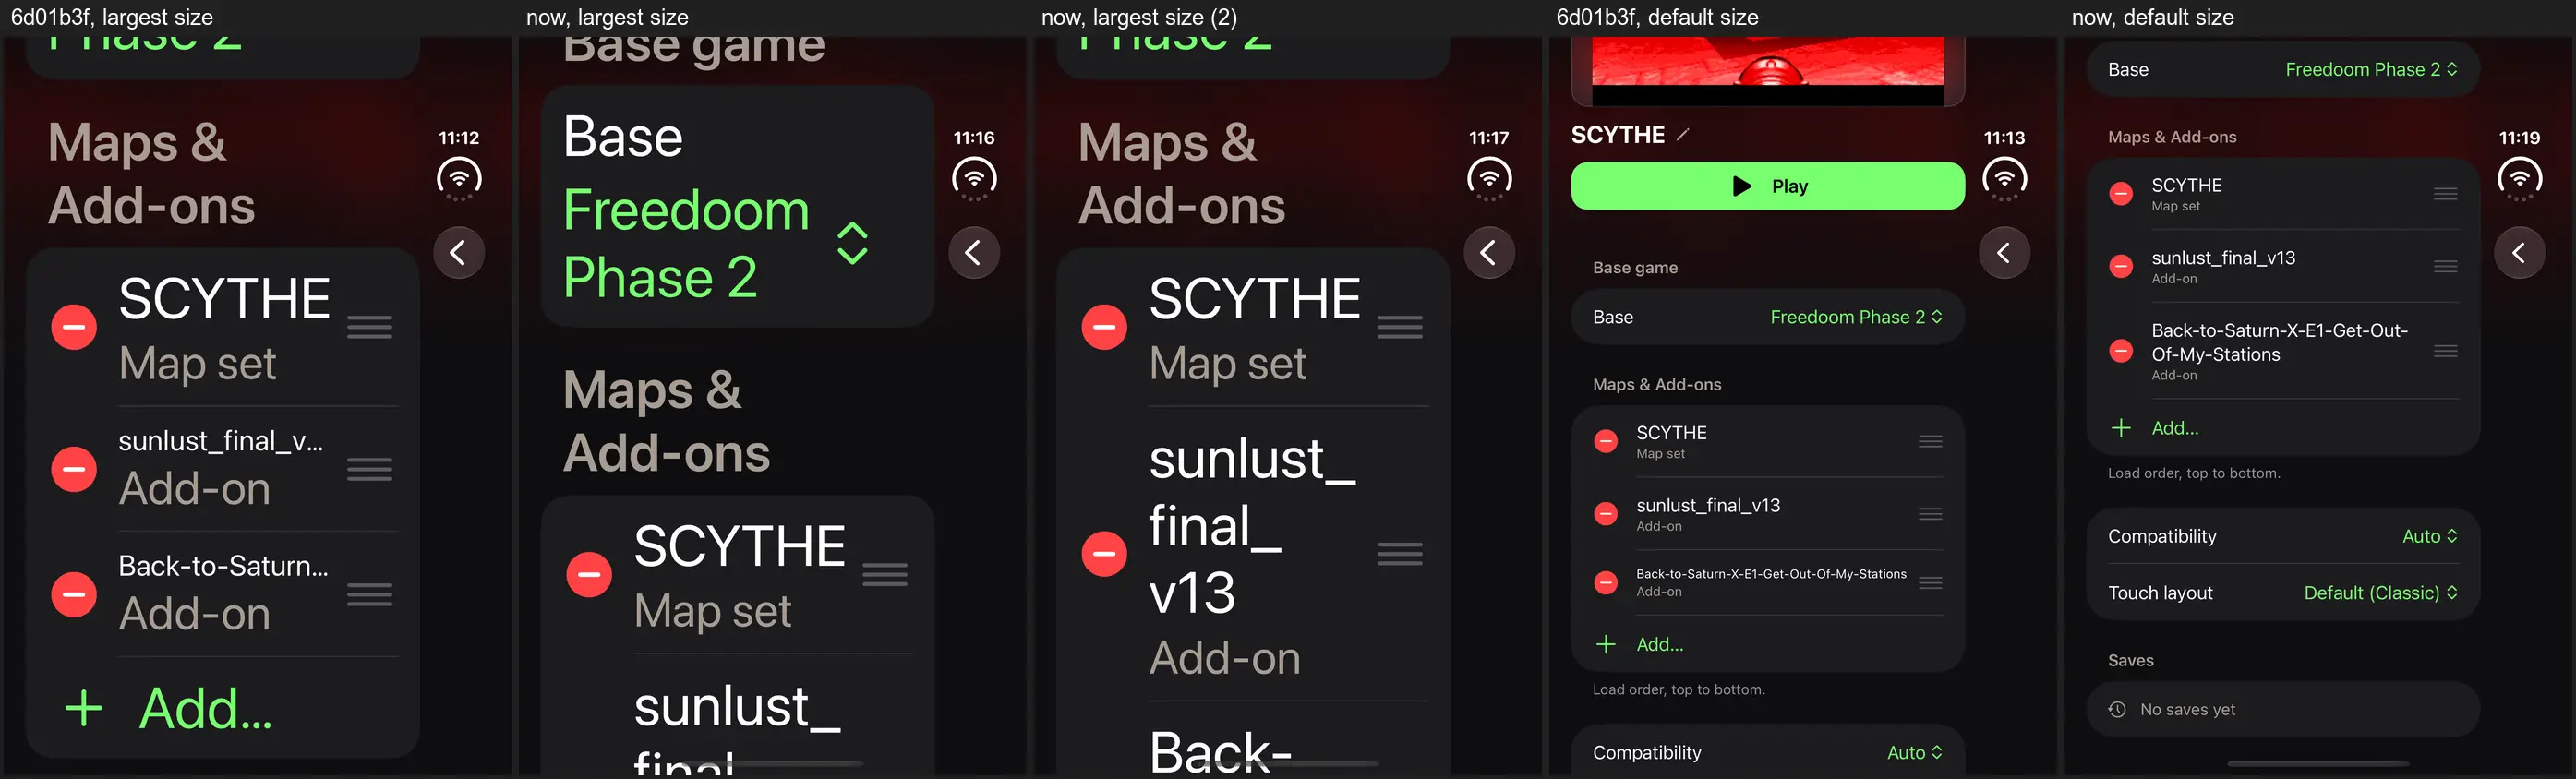 6d01b3f, largest size
Phase 2
Maps &
Add-ons
11:12
SCYTHE
Map set
sunlust_final_v...
Add-on
Back-to-Saturn...
Add-on
Add...
now, largest size
Base game
Base
Freedoom
Phase 2
11:16
Maps &
Add-ons
SCYTHE
Map set
sunlust_
final
now, largest size (2)
Phase 2
Maps &
Add-ons
11:17
SCYTHE
Map set
sunlust_
final_
v13
Add-on
Back-
6d01b3f, default size
SCYTHE
11:13
Play
Base game
Base Freedoom Phase 2
Maps & Add-ons
SCYTHE
Map set
sunlust_final_v13
Add-on
Back-to-Saturn-X-E1-Get-Out-Of-My-Stations
Add-on
Add...
Load order, top to bottom.
Compatibility Auto
now, default size
Base Freedoom Phase 2
Maps & Add-ons
11:19
SCYTHE
Map set
sunlust_final_v13
Add-on
Back-to-Saturn-X-E1-Get-Out-
Of-My-Stations
Add-on
Add...
Load order, top to bottom.
Compatibility Auto
Touch layout Default (Classic)
Saves
No saves yet